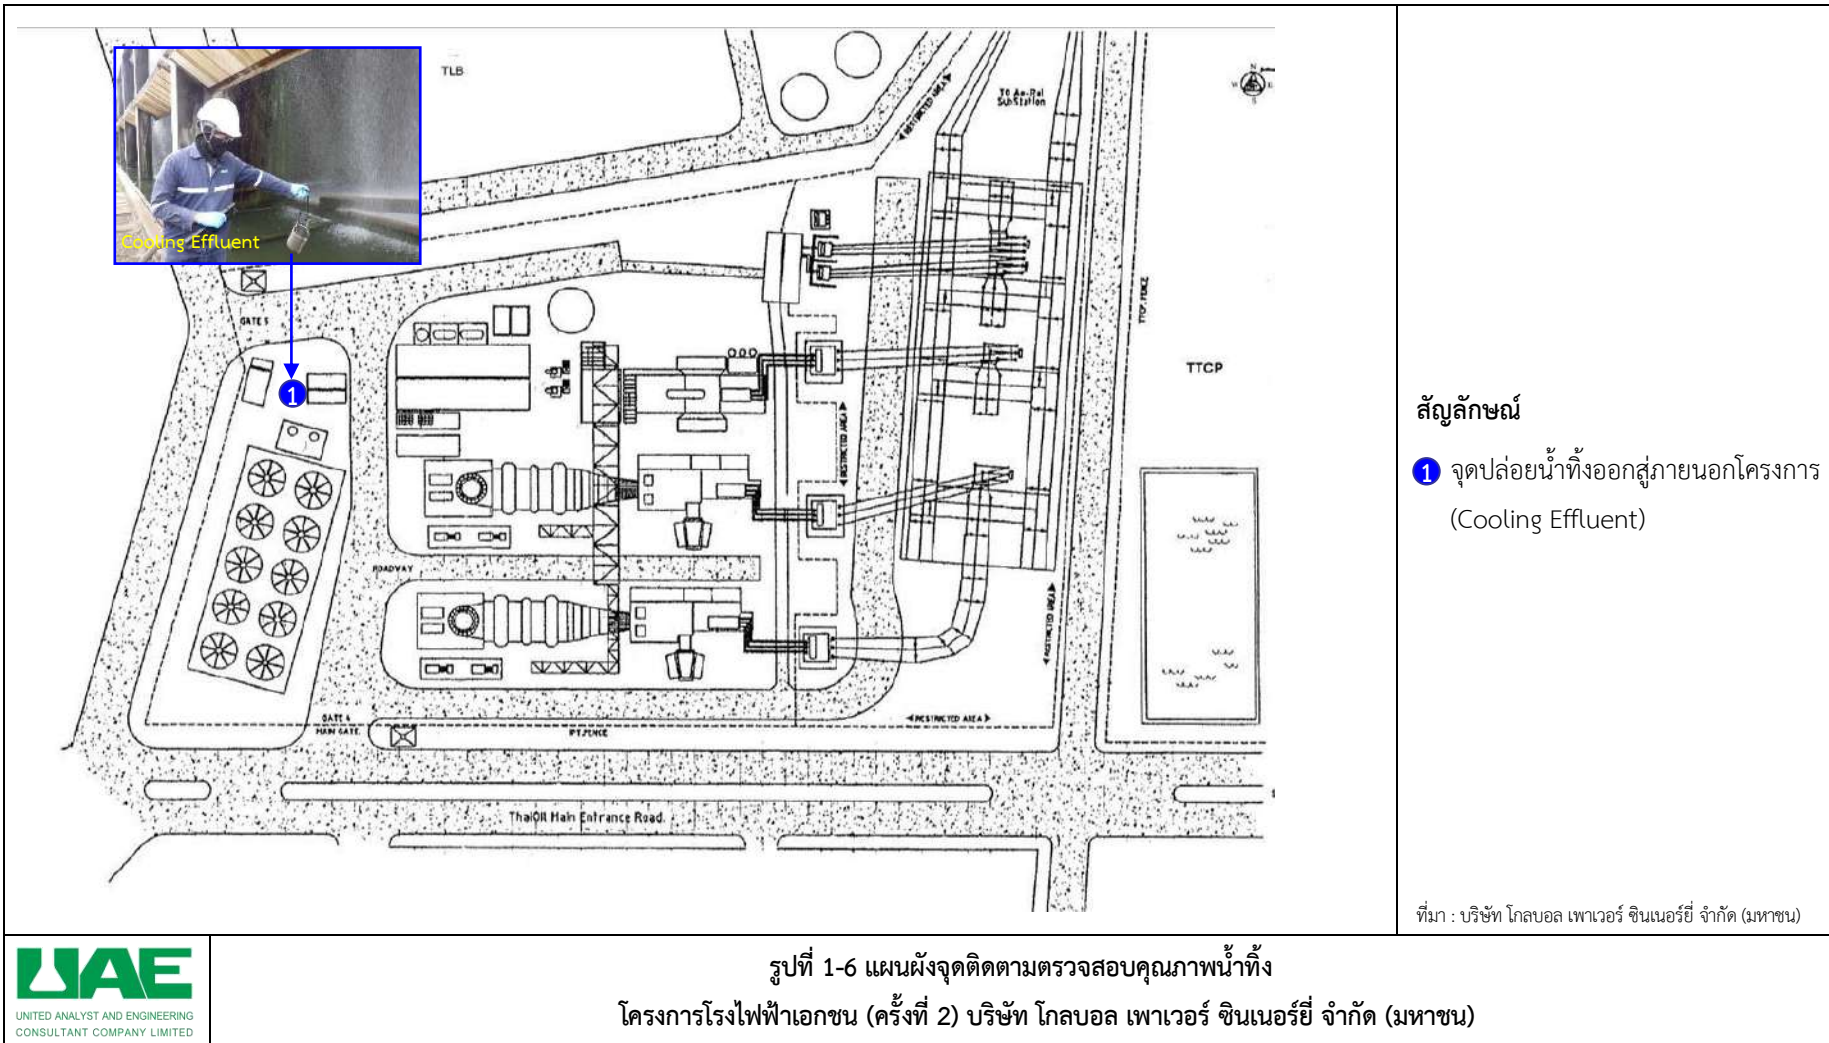 TLB
TO Ao-Pai
SubStation
N
W
E
S
RESTRICTED AREA
Cooling Effluent
GATE 5
TTCP. FENCE
TTCP
1
RESTRICTED AREA
ROADWAY
RESTRICTED AREA
GATE 4
MAIN GATE
IPT.FENCE
RESTRICTED AREA
ThaiOil Main Entrance Road
สัญลักษณ์
1 จุดปล่อยน้ำทิ้งออกสู่ภายนอกโครงการ
(Cooling Effluent)
ที่มา : บริษัท โกลบอล เพาเวอร์ ซินเนอร์ยี่ จำกัด (มหาชน)
UAE
UNITED ANALYST AND ENGINEERING
CONSULTANT COMPANY LIMITED
รูปที่ 1-6 แผนผังจุดติดตามตรวจสอบคุณภาพน้ำทิ้ง
โครงการโรงไฟฟ้าเอกชน (ครั้งที่ 2) บริษัท โกลบอล เพาเวอร์ ซินเนอร์ยี่ จำกัด (มหาชน)